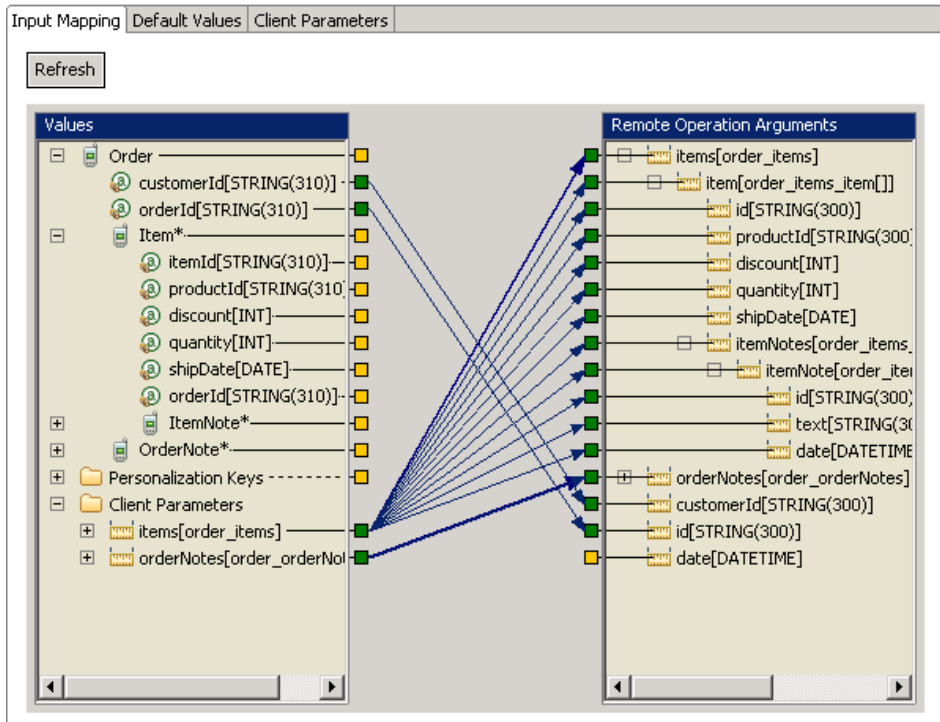 Input Mapping Default Values Client Parameters
Refresh
Values
Order
customerId[STRING(310)]
orderId[STRING(310)]
Item*
itemId[STRING(310)]
productId[STRING(310
discount[INT]
quantity[INT]
shipDate[DATE]
orderId[STRING(310)]
ItemNote*
OrderNote*
Personalization Keys
Client Parameters
items[order_items]
orderNotes[order_orderNot
Remote Operation Arguments
items[order_items]
item[order_items_item[]]
id[STRING(300)]
productId[STRING(300)
discount[INT]
quantity[INT]
shipDate[DATE]
itemNotes[order_items_
itemNote[order_iter
id[STRING(300)
text[STRING(30
date[DATETIME
orderNotes[order_orderNotes]
customerId[STRING(300)]
id[STRING(300)]
date[DATETIME]